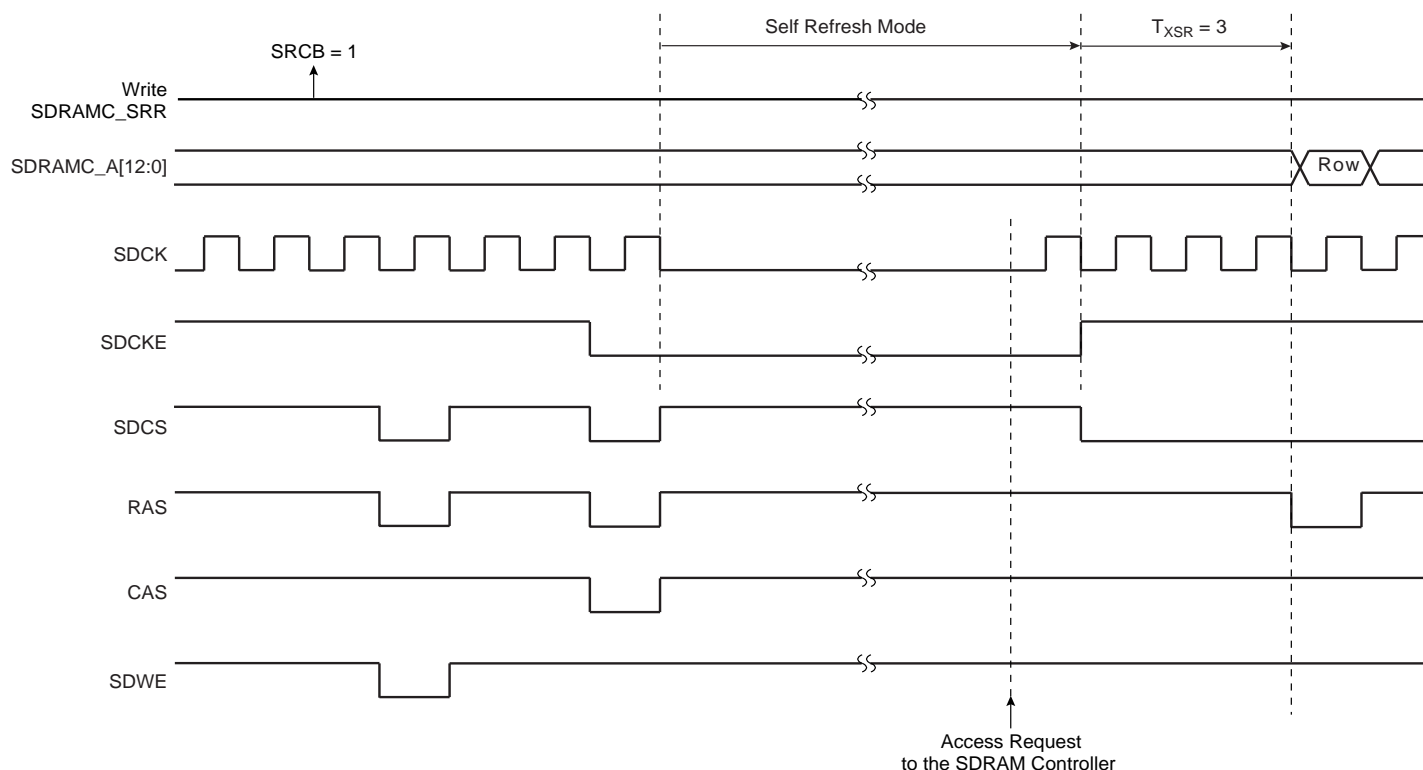 Self Refresh Mode
TXSR = 3
SRCB = 1
Write
SDRAMC_SRR
SDRAMC_A[12:0]
Row
SDCK
SDCKE
SDCS
RAS
CAS
SDWE
Access Request
to the SDRAM Controller